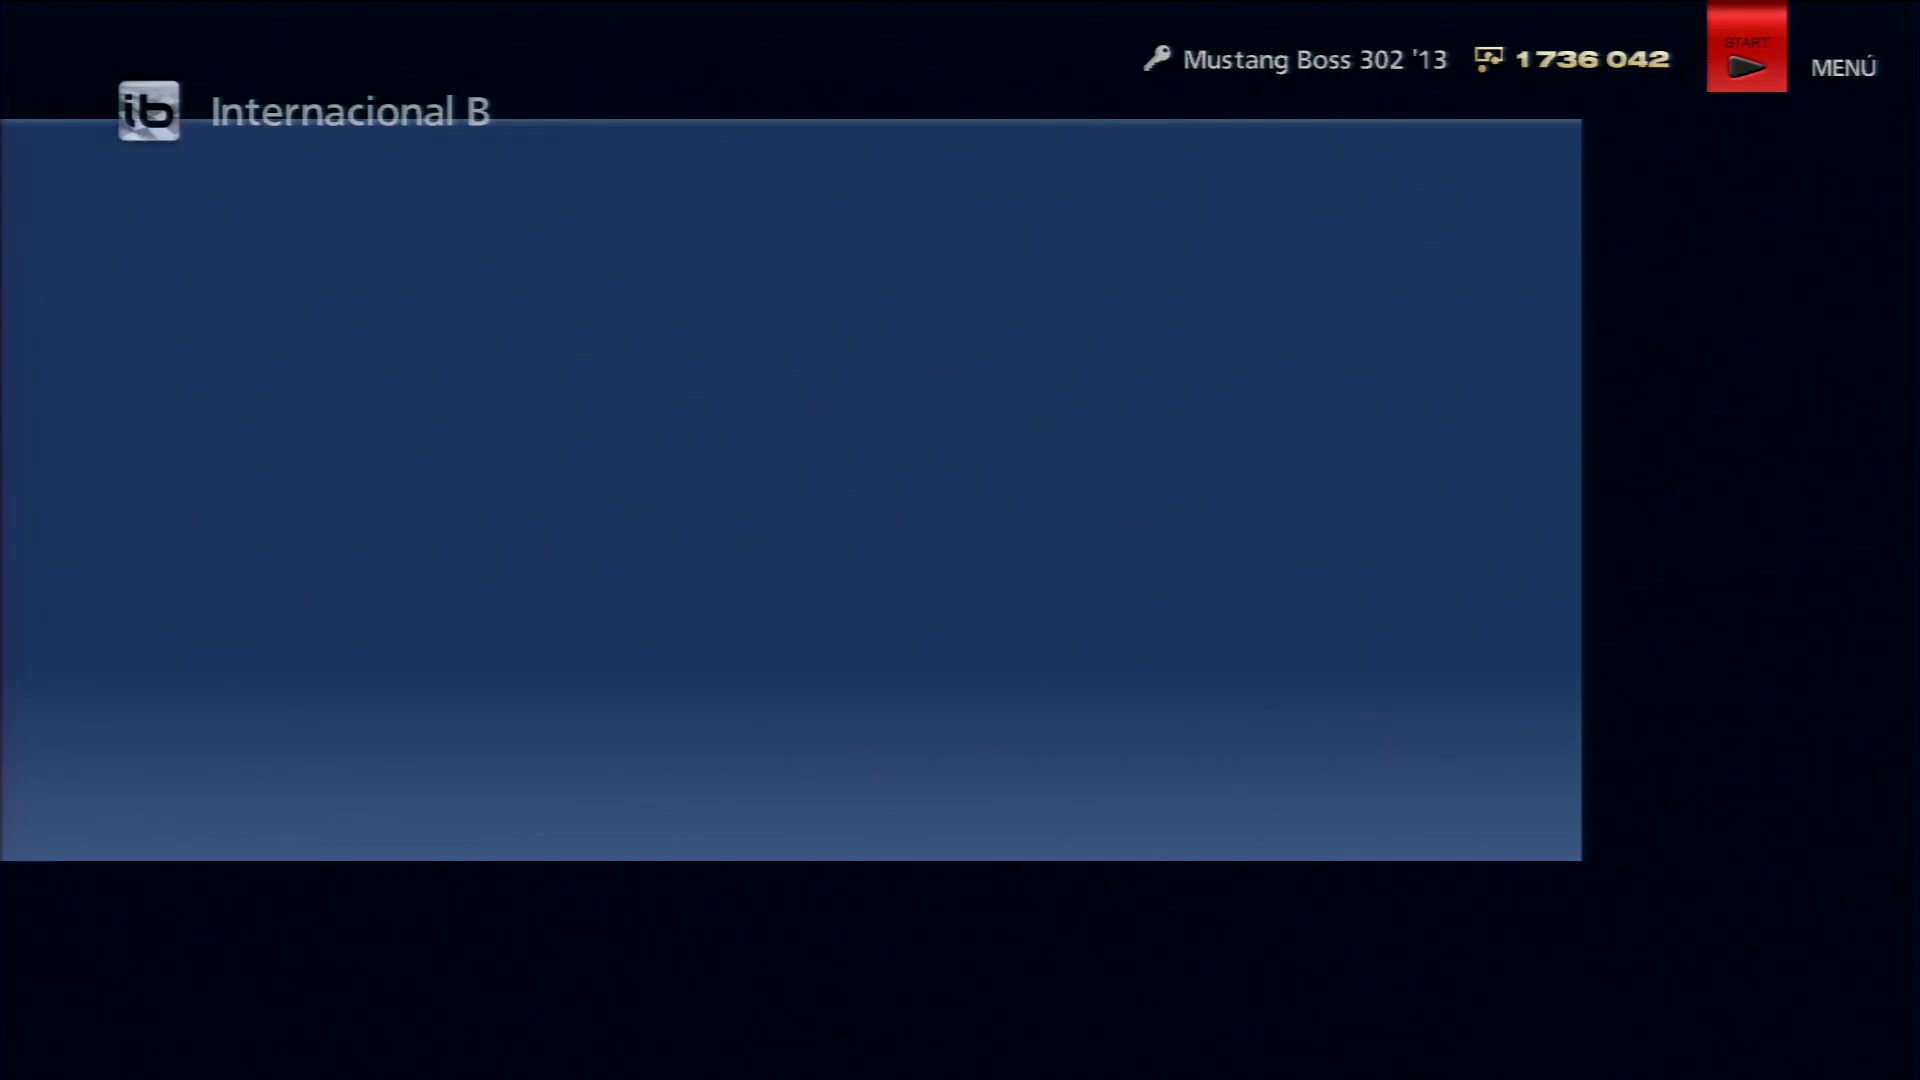 Mustang Boss 302 '13
1 736 042
START
MENÚ
ib
Internacional B